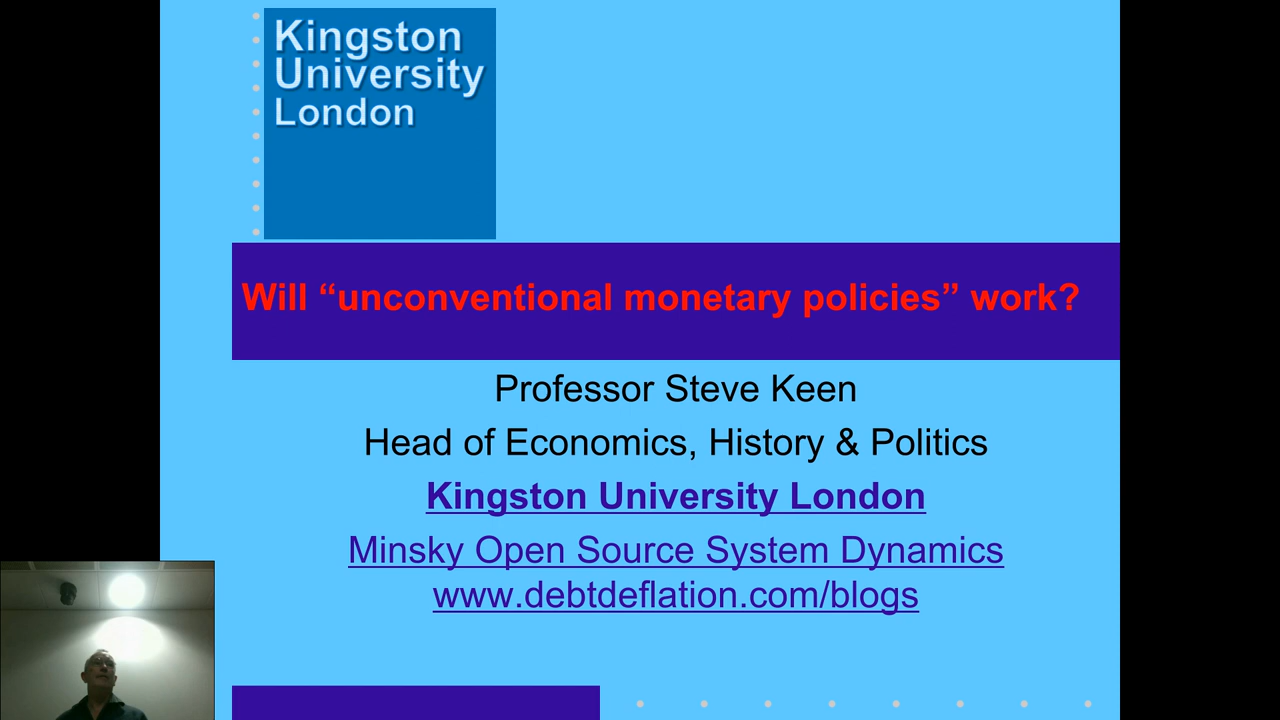 Kingston
University
London
Will “unconventional monetary policies” work?
Professor Steve Keen
Head of Economics, History & Politics
Kingston University London
Minsky Open Source System Dynamics
www.debtdeflation.com/blogs